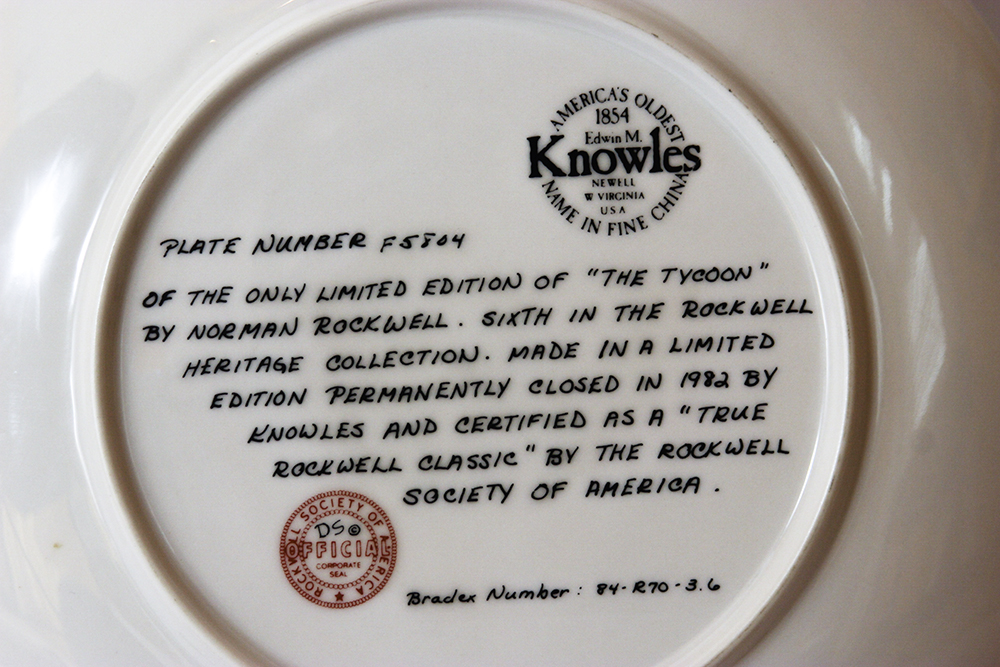 AMERICA'S OLDEST
1854
Edwin M.
Knowles
NEWELL
W VIRGINIA
USA
NAME IN FINE CHINA
PLATE NUMBER F5804
OF THE ONLY LIMITED EDITION OF "THE TYCOON"
BY NORMAN ROCKWELL. SIXTH IN THE ROCKWELL
HERITAGE COLLECTION. MADE IN A LIMITED
EDITION PERMANENTLY CLOSED IN 1982 BY
KNOWLES AND CERTIFIED AS A "TRUE
ROCKWELL CLASSIC" BY THE ROCKWELL
SOCIETY OF AMERICA.
ROCKWELL SOCIETY OF AMERICA
DS©
OFFICIAL
CORPORATE
SEAL
Bradex Number: 84-R70-3.6